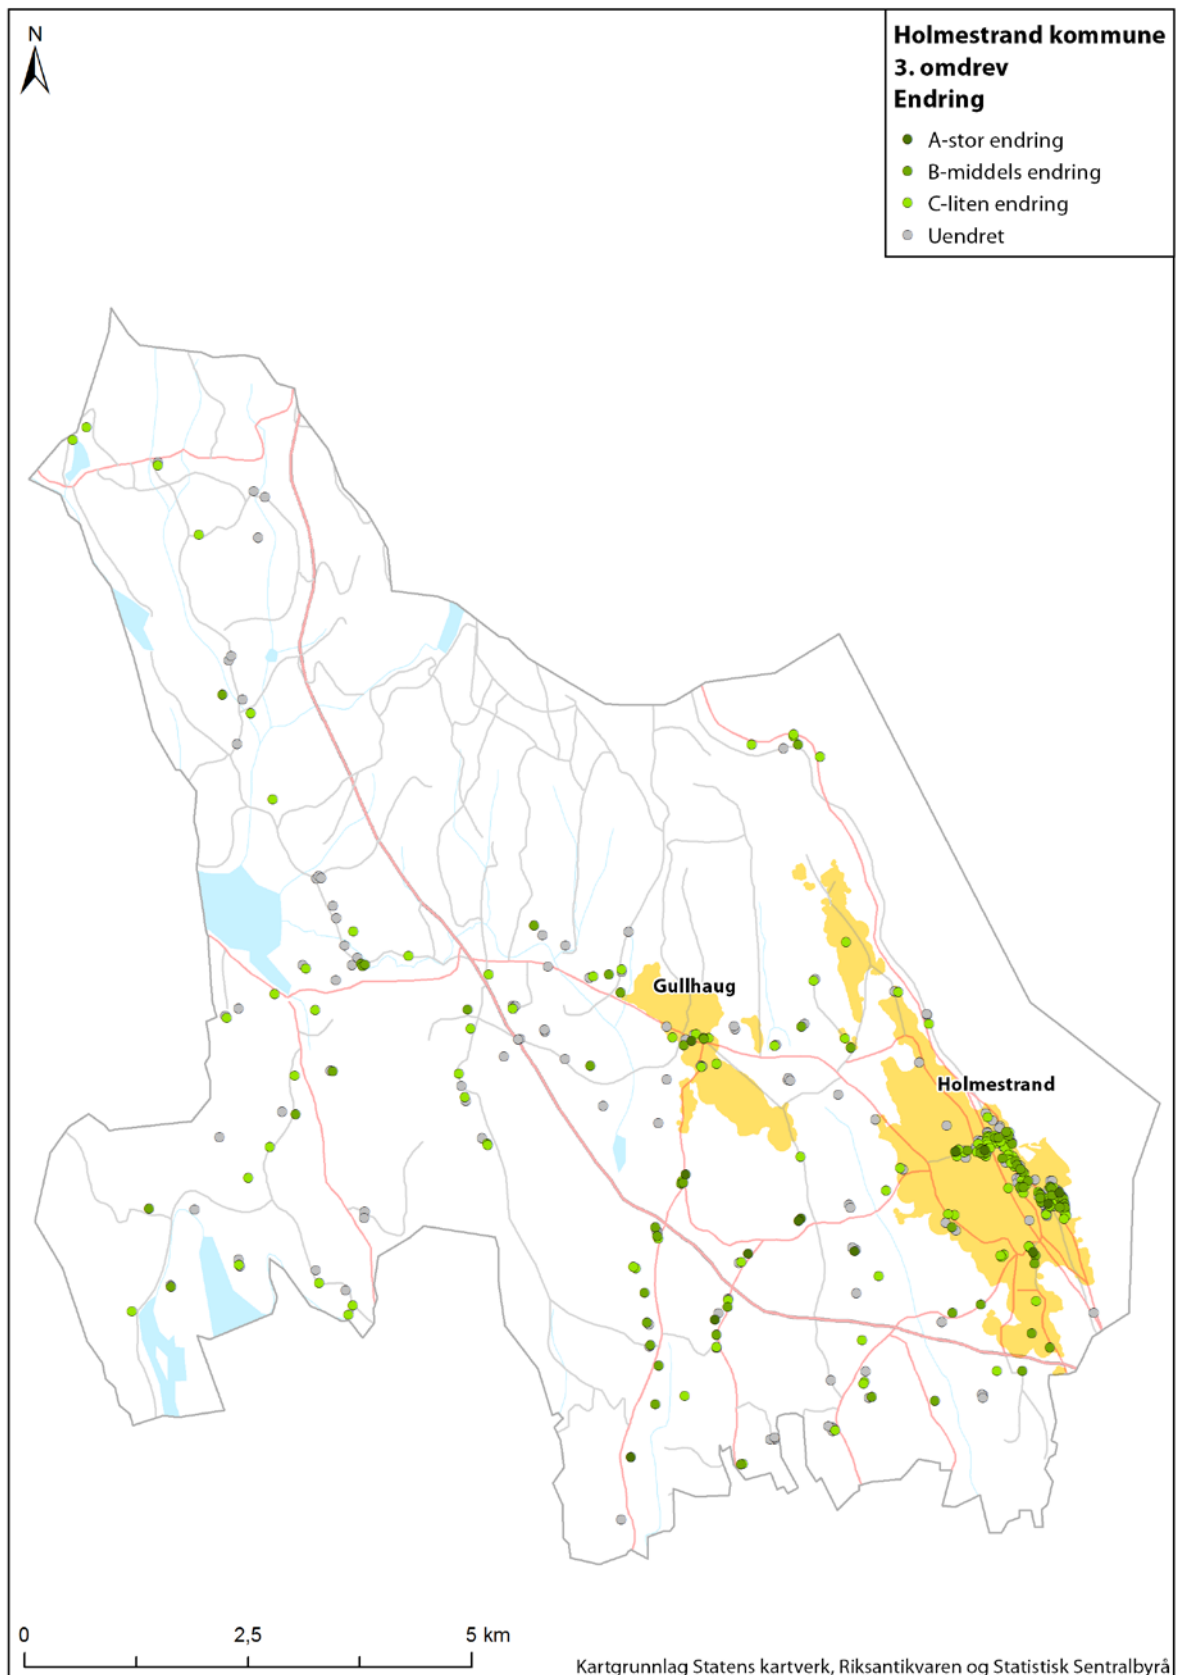 N
Holmestrand kommune
3. omdrev
Endring
A-stor endring
B-middels endring
C-liten endring
Uendret
Gullhaug
Holmestrand
0 2,5 5 km
Kartgrunnlag Statens kartverk, Riksantikvaren og Statistisk Sentralbyrå